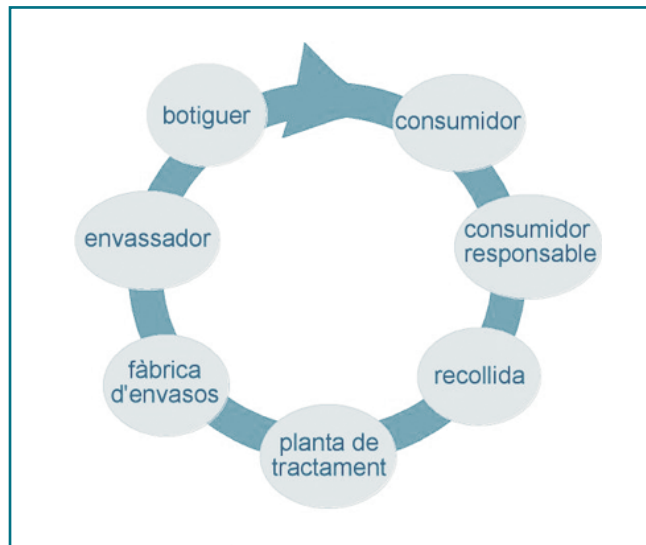 botiguer
consumidor
consumidor
responsable
recollida
planta de
tractament
fàbrica
d'envasos
envassador